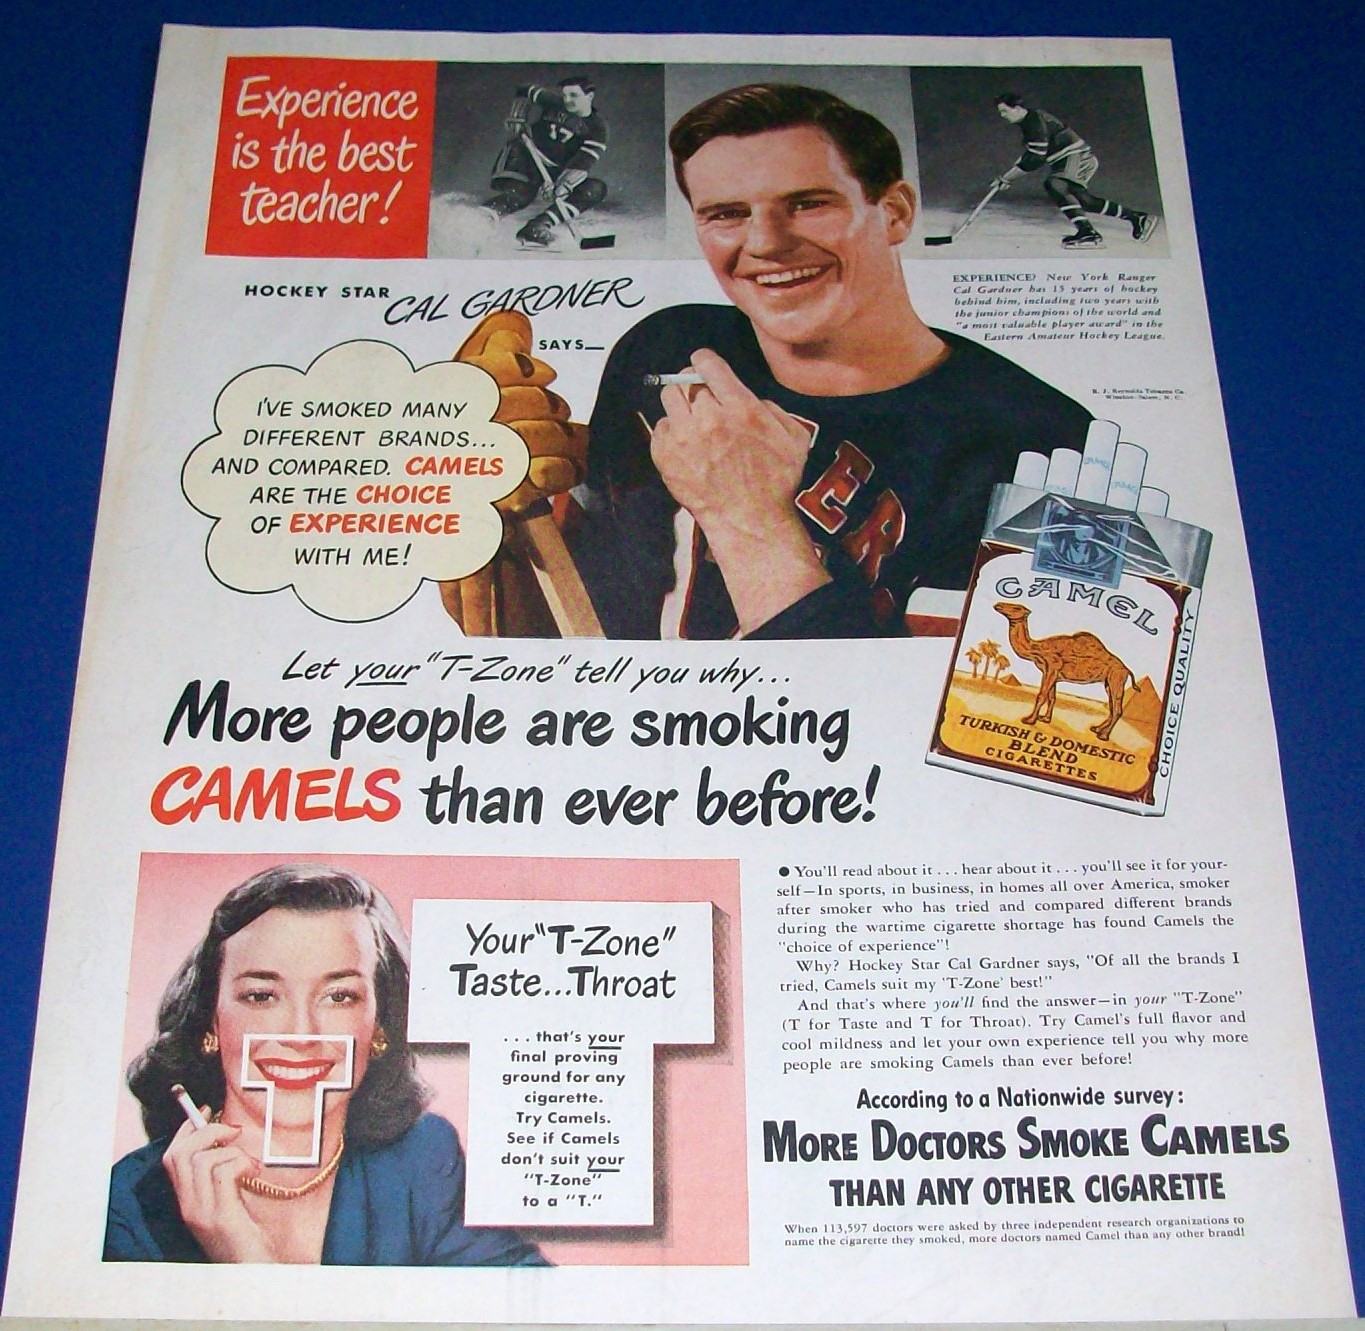 Experience
is the best
teacher!
17
HOCKEY STAR CAL GARDNER
SAYS—
EXPERIENCE? New York Ranger
Cal Gardner has 15 years of hockey
behind him, including two years with
the junior champions of the world and
"a most valuable player award" in the
Eastern Amateur Hockey League.
R. J. Reynolds Tobacco Co.
Winston-Salem, N. C.
I'VE SMOKED MANY
DIFFERENT BRANDS...
AND COMPARED. CAMELS
ARE THE CHOICE
OF EXPERIENCE
WITH ME!
ER
CAMEL
CAMEL
TURKISH & DOMESTIC
BLEND
CIGARETTES
CHOICE QUALITY
Let your "T-Zone" tell you why...
More people are smoking
CAMELS than ever before!
Your "T-Zone"
Taste...Throat
. . . that's your
final proving
ground for any
cigarette.
Try Camels.
See if Camels
don't suit your
"T-Zone"
to a "T."
● You'll read about it . . . hear about it . . . you'll see it for your-
self—In sports, in business, in homes all over America, smoker
after smoker who has tried and compared different brands
during the wartime cigarette shortage has found Camels the
"choice of experience"!
Why? Hockey Star Cal Gardner says, "Of all the brands I
tried, Camels suit my 'T-Zone' best!"
And that's where you'll find the answer—in your "T-Zone"
(T for Taste and T for Throat). Try Camel's full flavor and
cool mildness and let your own experience tell you why more
people are smoking Camels than ever before!
According to a Nationwide survey:
MORE DOCTORS SMOKE CAMELS
THAN ANY OTHER CIGARETTE
When 113,597 doctors were asked by three independent research organizations to
name the cigarette they smoked, more doctors named Camel than any other brand!